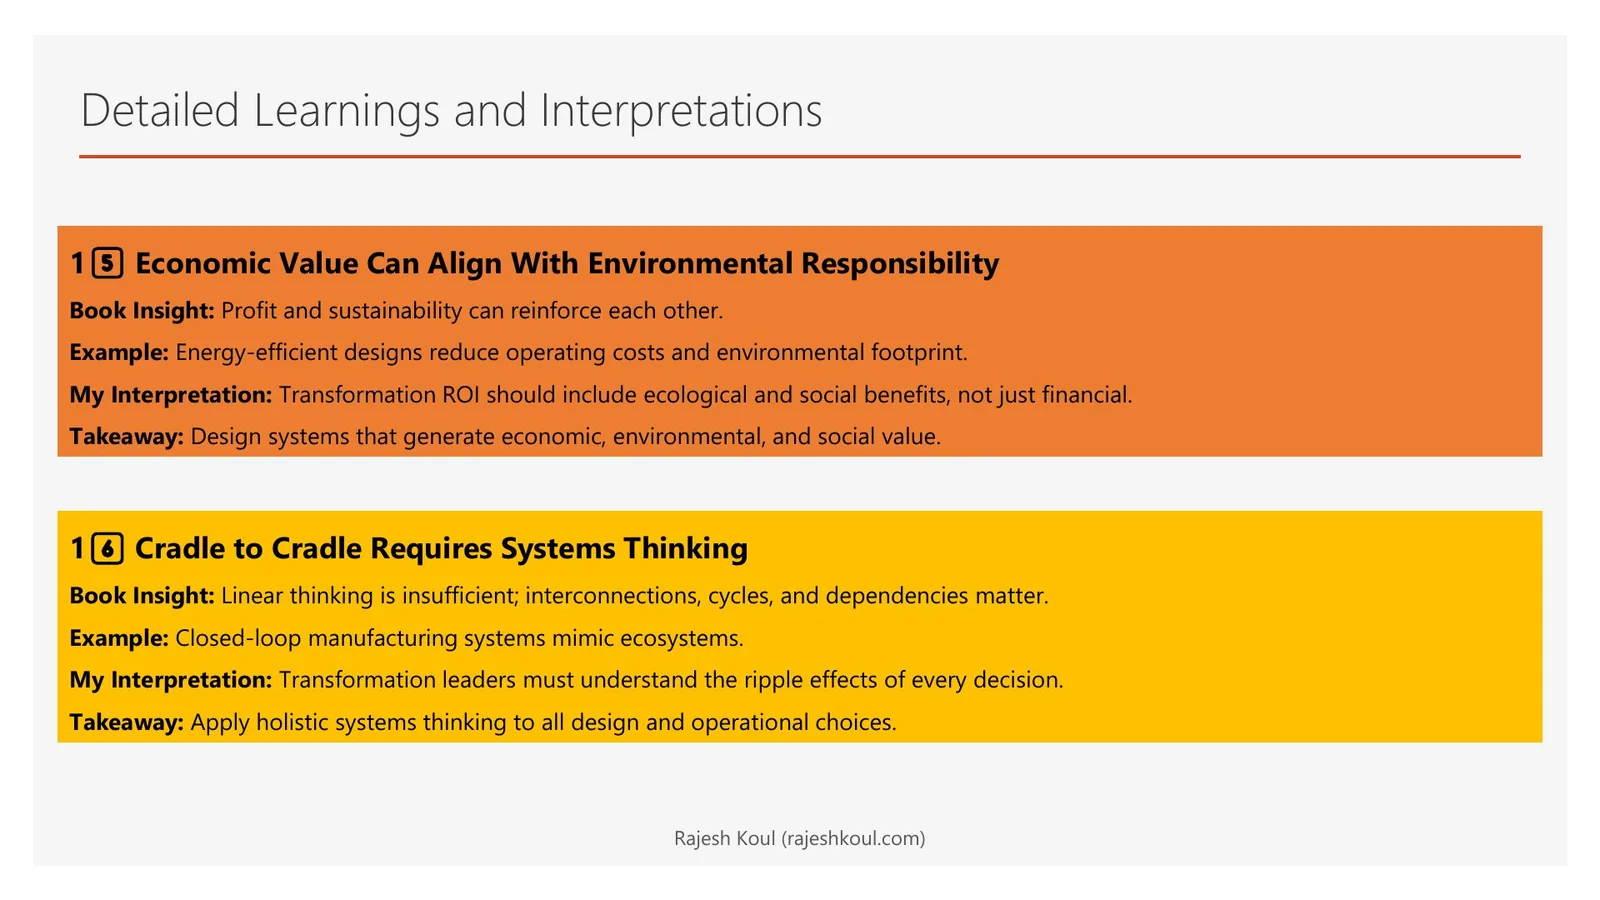 Detailed Learnings and Interpretations
15️⃣ Economic Value Can Align With Environmental Responsibility
Book Insight: Profit and sustainability can reinforce each other.
Example: Energy-efficient designs reduce operating costs and environmental footprint.
My Interpretation: Transformation ROI should include ecological and social benefits, not just financial.
Takeaway: Design systems that generate economic, environmental, and social value.
16️⃣ Cradle to Cradle Requires Systems Thinking
Book Insight: Linear thinking is insufficient; interconnections, cycles, and dependencies matter.
Example: Closed-loop manufacturing systems mimic ecosystems.
My Interpretation: Transformation leaders must understand the ripple effects of every decision.
Takeaway: Apply holistic systems thinking to all design and operational choices.
Rajesh Koul (rajeshkoul.com)